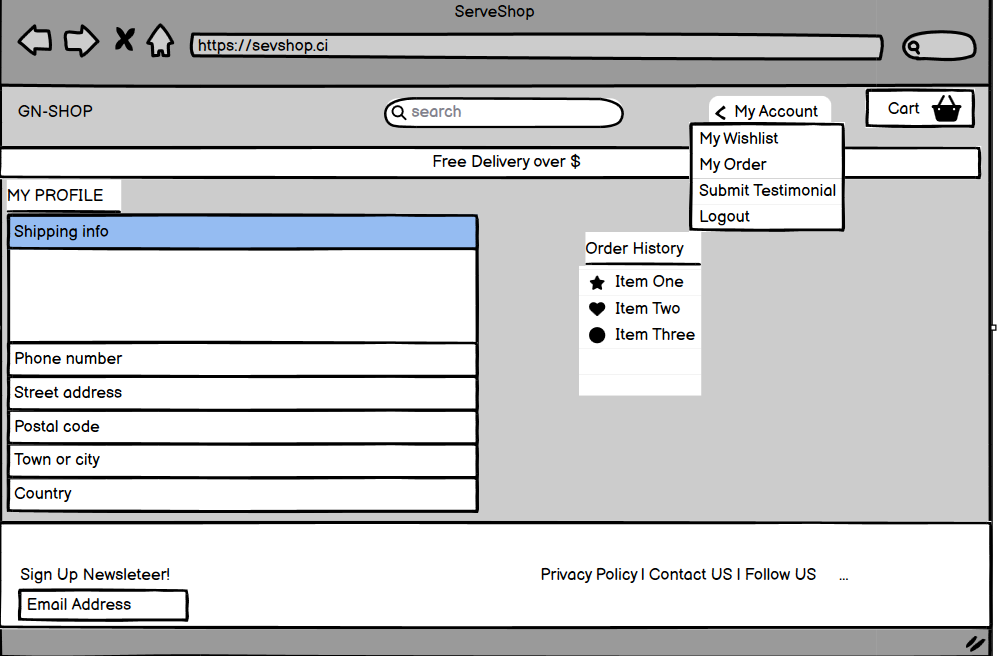 ServeShop
https://sevshop.ci
GN-SHOP
search
My Account
Cart
My Wishlist
My Order
Submit Testimonial
Logout
Free Delivery over $
MY PROFILE
Shipping info
Phone number
Street address
Postal code
Town or city
Country
Order History
Item One
Item Two
Item Three
Sign Up Newsleteer!
Email Address
Privacy Policy I Contact US I Follow US ...